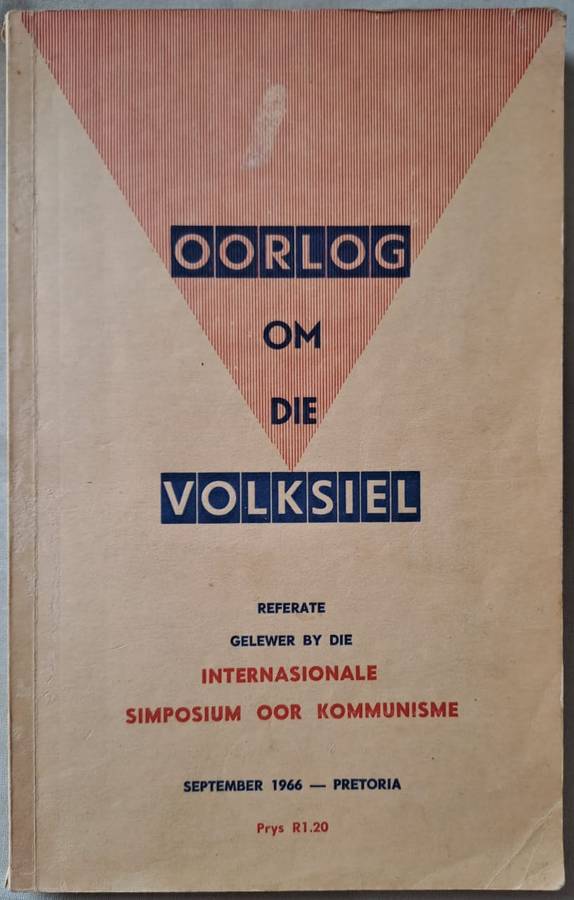 OORLOG
OM
DIE
VOLKSIEL
REFERATE
GELEWER BY DIE
INTERNASIONALE
SIMPOSIUM OOR KOMMUNISME
SEPTEMBER 1966 — PRETORIA
Prys R1.20